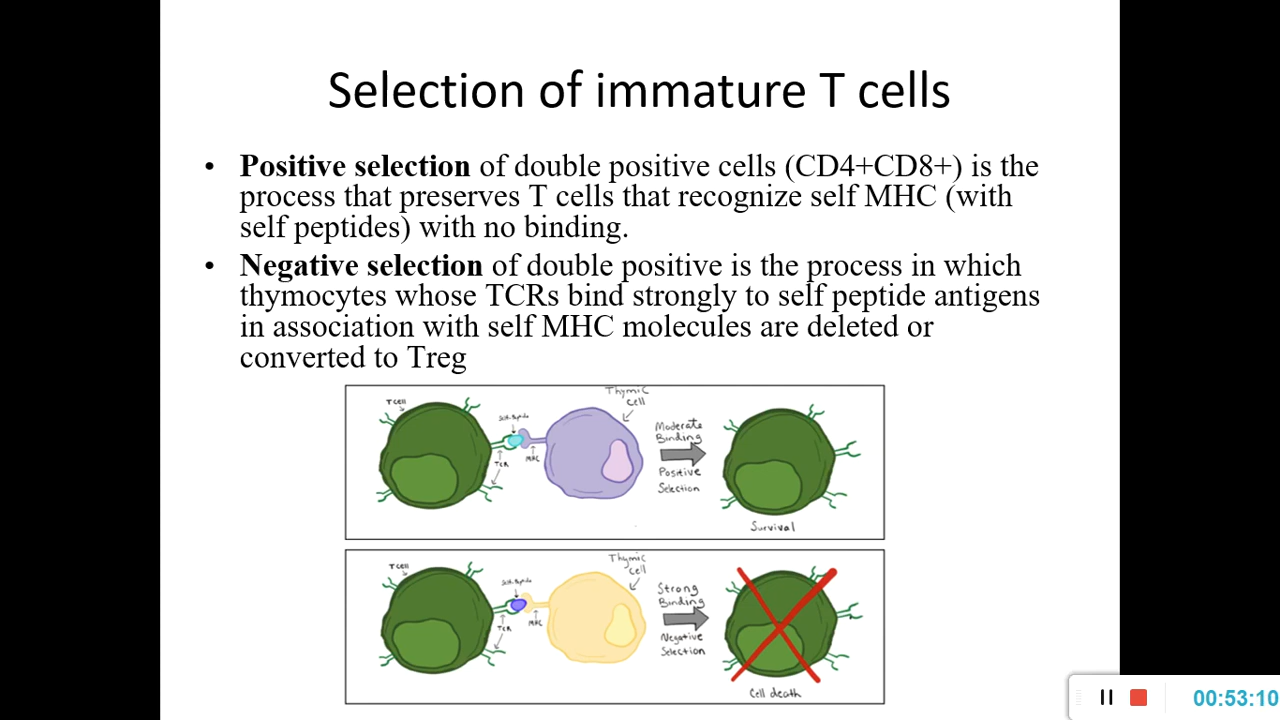 Selection of immature T cells
• Positive selection of double positive cells (CD4+CD8+) is the
process that preserves T cells that recognize self MHC (with
self peptides) with no binding.
• Negative selection of double positive is the process in which
thymocytes whose TCRs bind strongly to self peptide antigens
in association with self MHC molecules are deleted or
converted to Treg
T cell
Thymic
cell
TCR
MHC
Moderate
Binding
Positive
Selection
Survival
T cell
Thymic
cell
TCR
MHC
Strong
Binding
Negative
Selection
Cell death
00:53:10